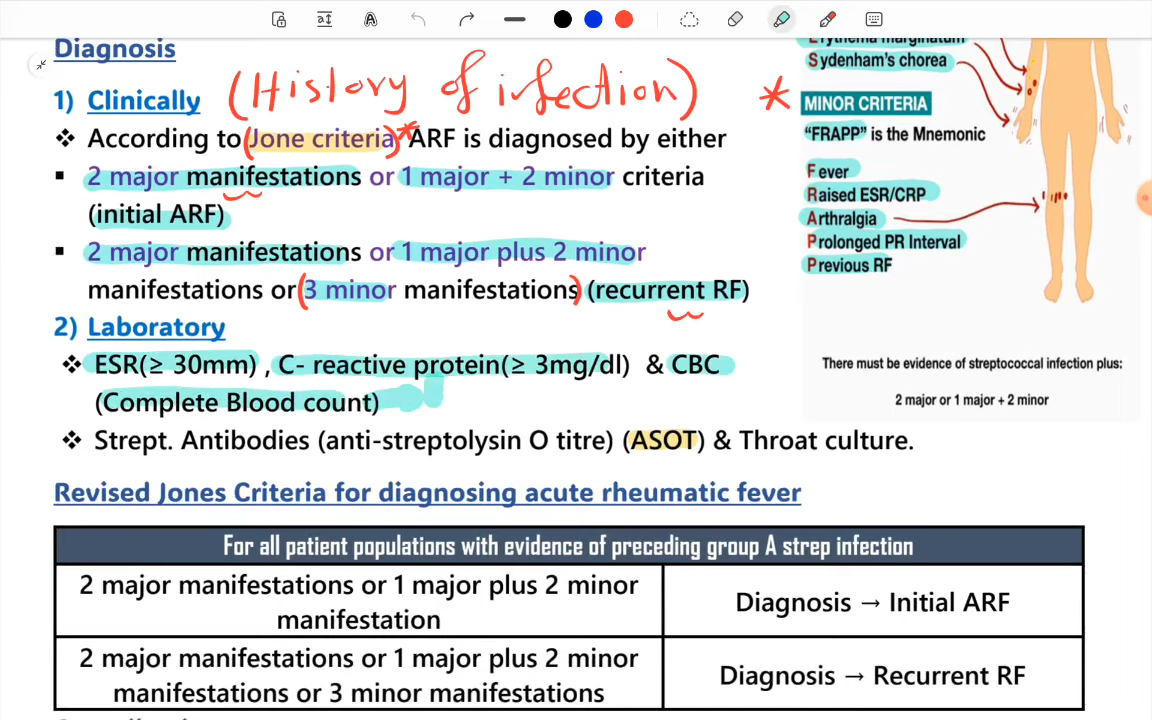 Diagnosis
(History of infection)
1) Clinically
❖ According to (Jone criteria)* ARF is diagnosed by either
▪ 2 major manifestations or 1 major + 2 minor criteria
(initial ARF)
▪ 2 major manifestations or 1 major plus 2 minor
manifestations or (3 minor manifestations) (recurrent RF)
2) Laboratory
❖ ESR(≥ 30mm) , C- reactive protein(≥ 3mg/dl) & CBC
(Complete Blood count)
❖ Strept. Antibodies (anti-streptolysin O titre) (ASOT) & Throat culture.
Erythema marginatum
Sydenham's chorea
* MINOR CRITERIA
“FRAPP” is the Mnemonic
Fever
Raised ESR/CRP
Arthralgia
Prolonged PR Interval
Previous RF
There must be evidence of streptococcal infection plus:
2 major or 1 major + 2 minor
Revised Jones Criteria for diagnosing acute rheumatic fever
For all patient populations with evidence of preceding group A strep infection
2 major manifestations or 1 major plus 2 minor
manifestation
Diagnosis → Initial ARF
2 major manifestations or 1 major plus 2 minor
manifestations or 3 minor manifestations
Diagnosis → Recurrent RF